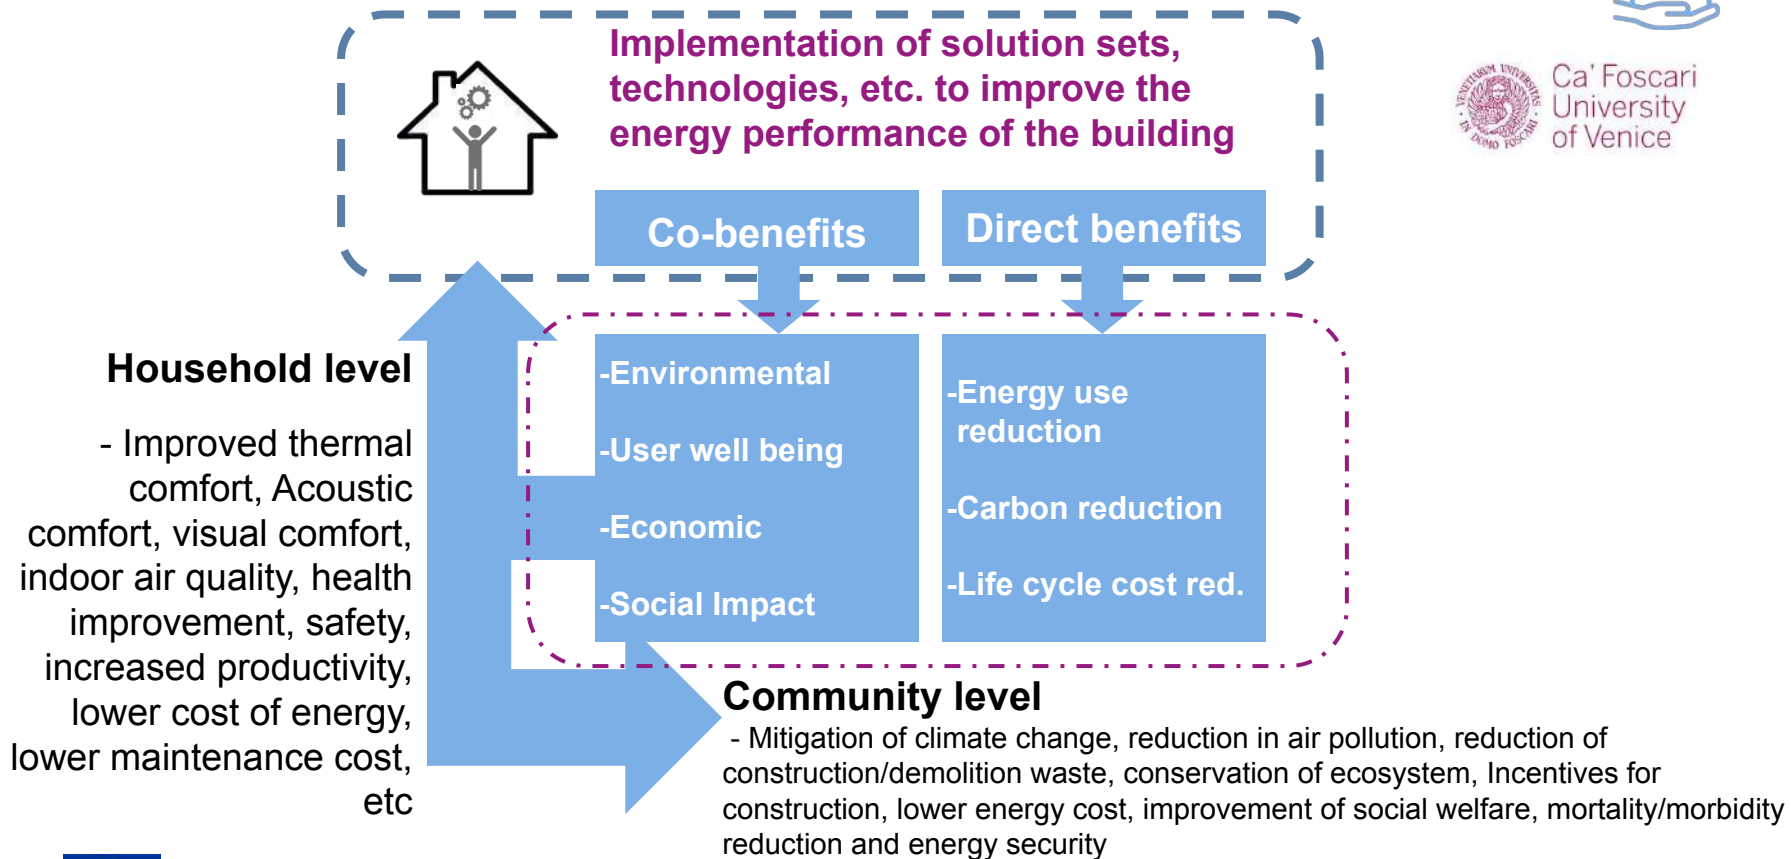 Implementation of solution sets,
technologies, etc. to improve the
energy performance of the building
Ca' Foscari
University
of Venice
Co-benefits
Direct benefits
Household level
- Improved thermal
comfort, Acoustic
comfort, visual comfort,
indoor air quality, health
improvement, safety,
increased productivity,
lower cost of energy,
lower maintenance cost,
etc
-Environmental
-User well being
-Economic
-Social Impact
-Energy use
reduction
-Carbon reduction
-Life cycle cost red.
Community level
- Mitigation of climate change, reduction in air pollution, reduction of
construction/demolition waste, conservation of ecosystem, Incentives for
construction, lower energy cost, improvement of social welfare, mortality/morbidity
reduction and energy security